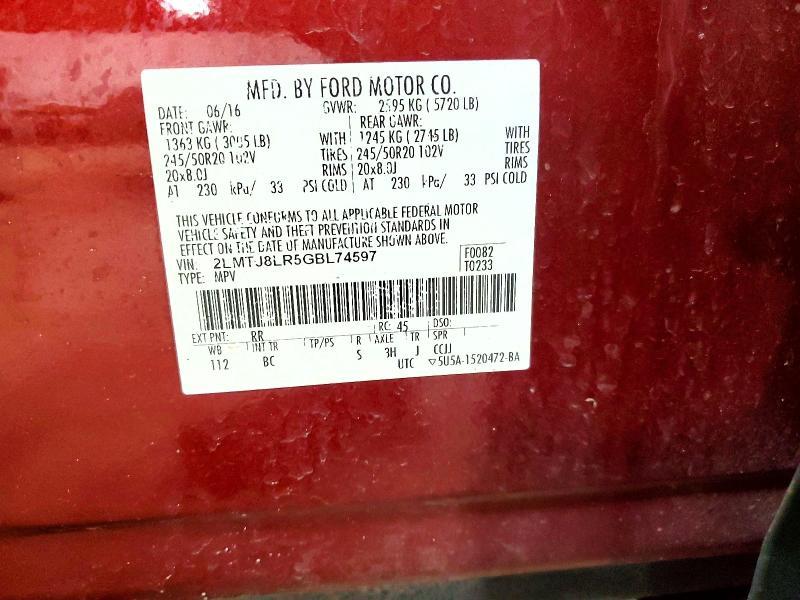 MFD. BY FORD MOTOR CO.
DATE: 06/16 GVWR: 2595 KG ( 5720 LB)
FRONT GAWR: REAR GAWR:
1363 KG ( 3005 LB) WITH 1245 KG ( 2745 LB) WITH
245/50R20 102V TIRES 245/50R20 102V TIRES
20x8.0J RIMS 20x8.0J RIMS
AT 230 kPa/ 33 PSI COLD AT 230 kPa/ 33 PSI COLD
THIS VEHICLE CONFORMS TO ALL APPLICABLE FEDERAL MOTOR
VEHICLE SAFETY AND THEFT PREVENTION STANDARDS IN
EFFECT ON THE DATE OF MANUFACTURE SHOWN ABOVE.
VIN: 2LMTJ8LR5GBL74597 F0082
TYPE: MPV T0233
EXT PNT: RR RC: 45 DSO:
WB INT TR TP/PS R AXLE TR SPR
112 BC S 3H J CCJJ
UTC ▽5U5A-1520472-BA